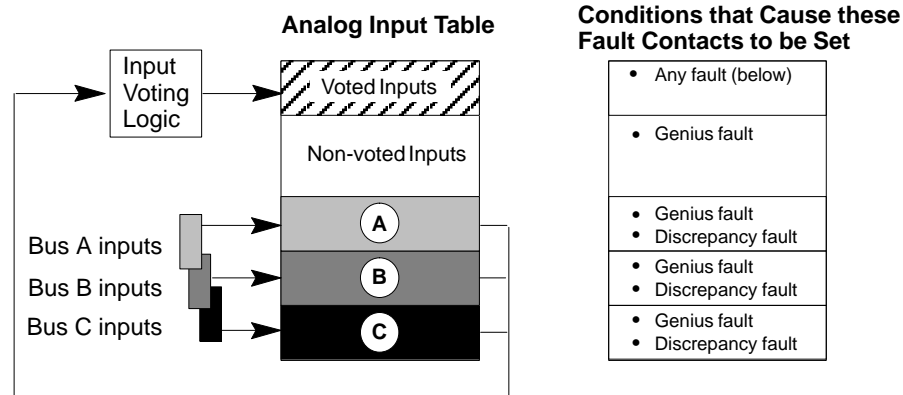 Analog Input Table
Conditions that Cause these
Fault Contacts to be Set
Input
Voting
Logic
Voted Inputs
Non-voted Inputs
A
B
C
Bus A inputs
Bus B inputs
Bus C inputs
• Any fault (below)
• Genius fault
• Genius fault
• Discrepancy fault
• Genius fault
• Discrepancy fault
• Genius fault
• Discrepancy fault